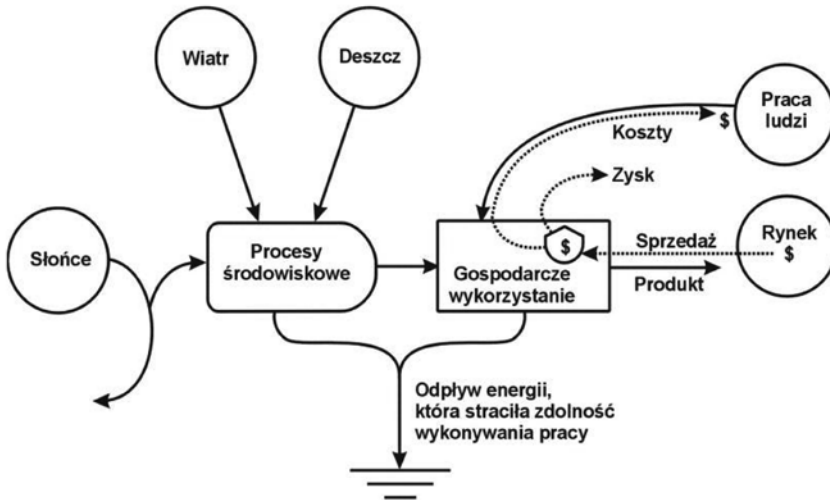 Wiatr
Deszcz
Praca
ludzi
$
Koszty
Zysk
Słońce
Procesy
środowiskowe
$
Gospodarcze
wykorzystanie
Sprzedaż
Produkt
Rynek
$
Odpływ energii,
która straciła zdolność
wykonywania pracy